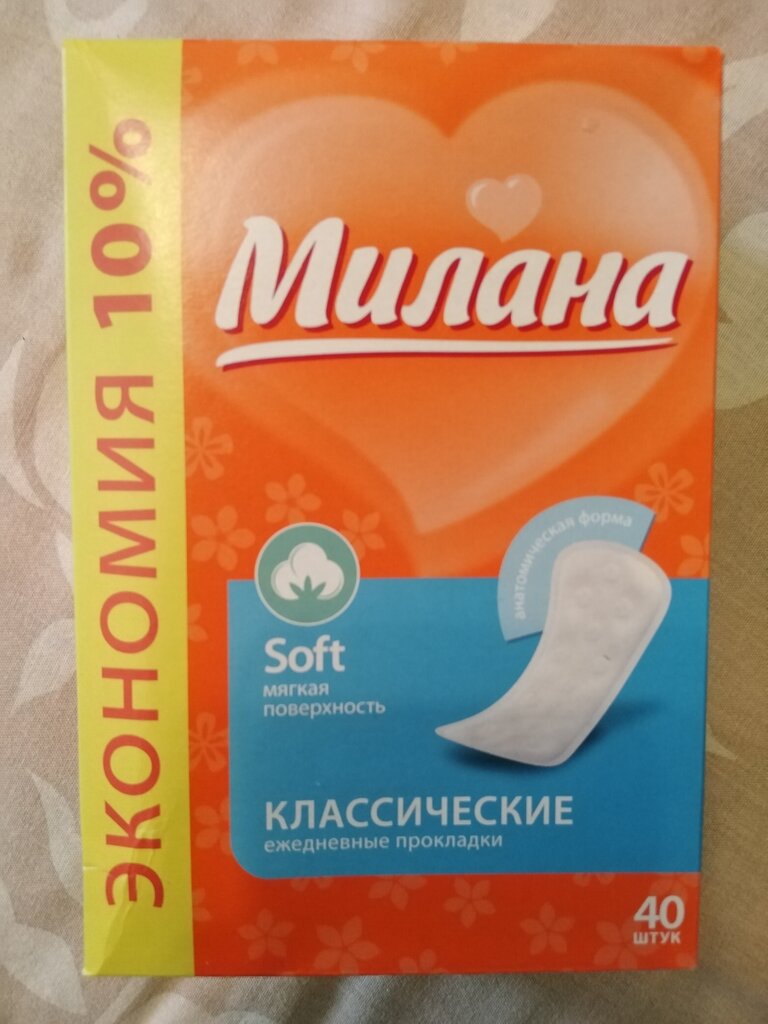 ЭКОНОМИЯ 10%
Милана
анатомическая форма
Soft
мягкая
поверхность
КЛАССИЧЕСКИЕ
ежедневные прокладки
40
ШТУК